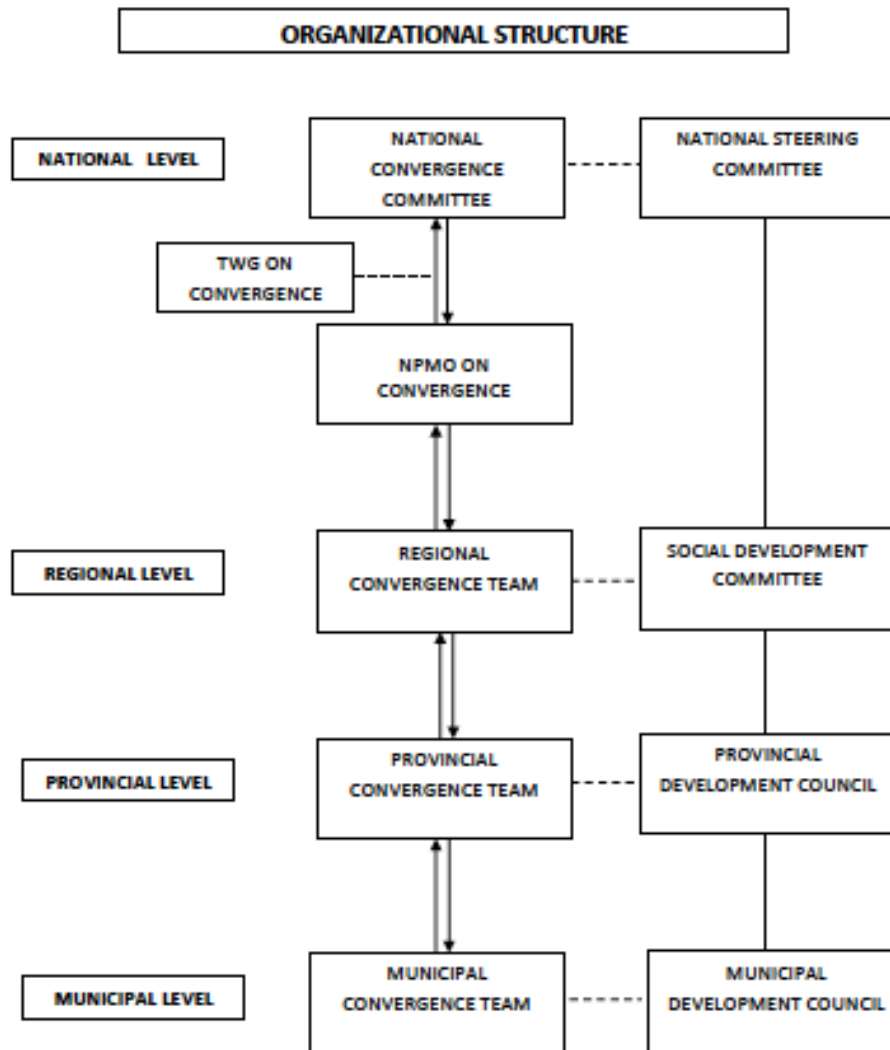 ORGANIZATIONAL STRUCTURE
NATIONAL LEVEL
NATIONAL
CONVERGENCE
COMMITTEE
NATIONAL STEERING
COMMITTEE
TWG ON
CONVERGENCE
NPMO ON
CONVERGENCE
REGIONAL LEVEL
REGIONAL
CONVERGENCE TEAM
SOCIAL DEVELOPMENT
COMMITTEE
PROVINCIAL LEVEL
PROVINCIAL
CONVERGENCE TEAM
PROVINCIAL
DEVELOPMENT COUNCIL
MUNICIPAL LEVEL
MUNICIPAL
CONVERGENCE TEAM
MUNICIPAL
DEVELOPMENT COUNCIL